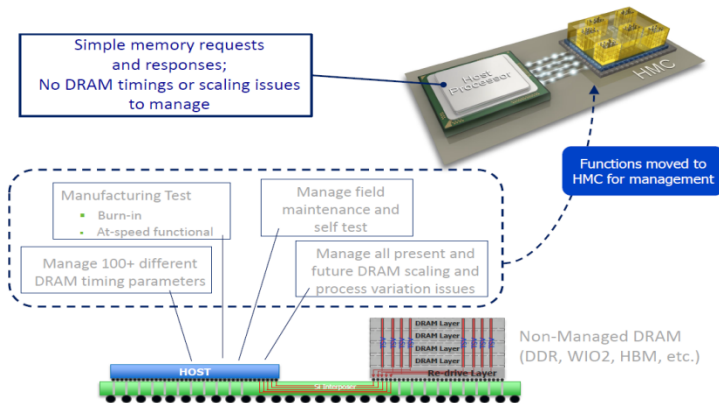 Simple memory requests
and responses;
No DRAM timings or scaling issues
to manage
Host
Processor
HMC
Functions moved to
HMC for management
Manufacturing Test
Burn-in
At-speed functional
Manage field
maintenance and
self test
Manage 100+ different
DRAM timing parameters
Manage all present and
future DRAM scaling and
process variation issues
DRAM Layer
DRAM Layer
DRAM Layer
DRAM Layer
Re-drive Layer
Non-Managed DRAM
(DDR, WIO2, HBM, etc.)
HOST
Si Interposer